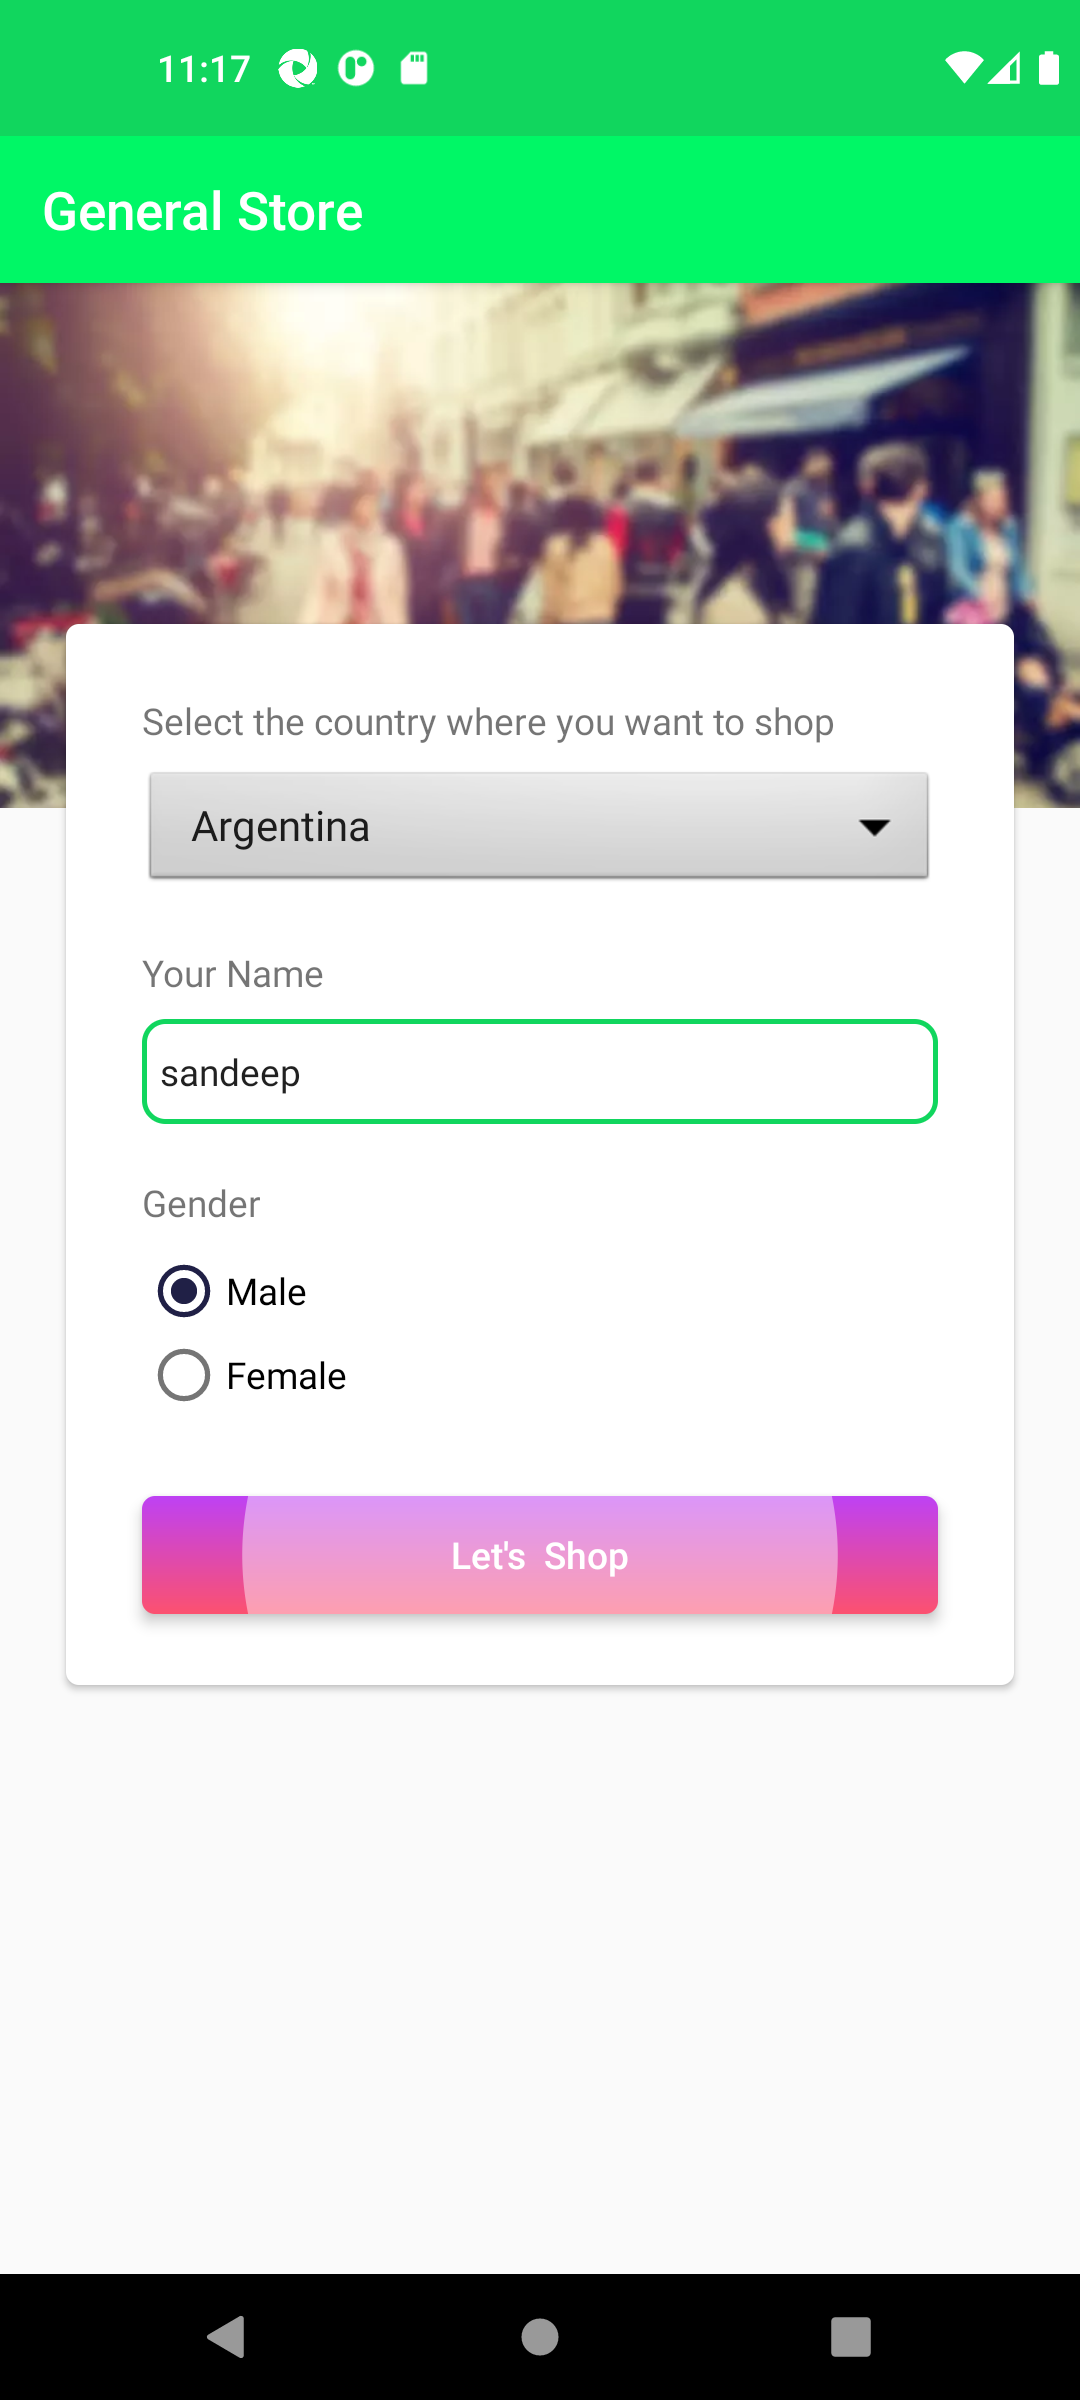 11:17
General Store
Select the country where you want to shop
Argentina
Your Name
sandeep
Gender
Male
Female
Let's Shop